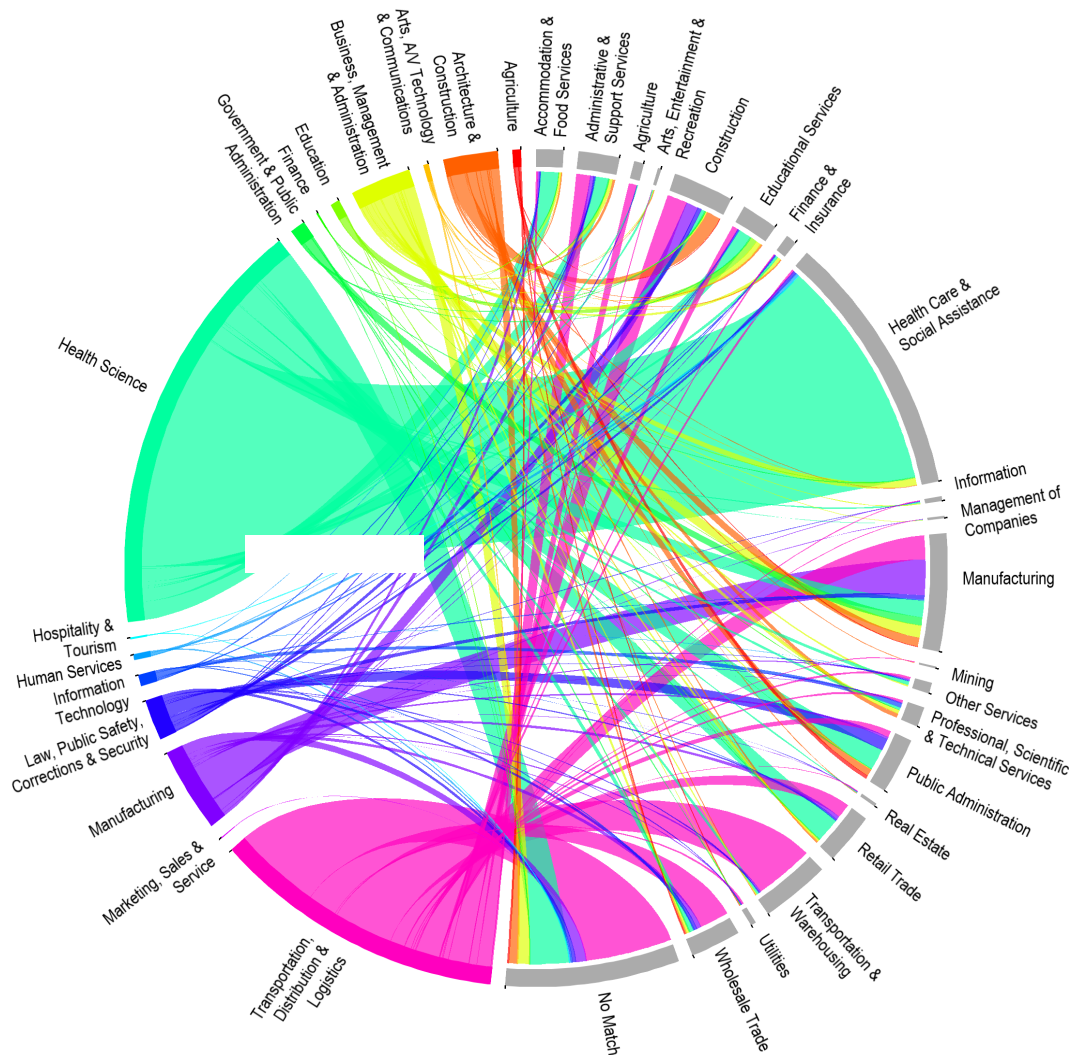 Agriculture
Architecture &
Construction
Arts, A/V Technology
& Communications
Business, Management
& Administration
Education
Finance
Government & Public
Administration
Health Science
Hospitality &
Tourism
Human Services
Information
Technology
Law, Public Safety,
Corrections & Security
Manufacturing
Marketing, Sales &
Service
Transportation,
Distribution &
Logistics
Accommodation &
Food Services
Administrative &
Support Services
Agriculture
Arts, Entertainment &
Recreation
Construction
Educational Services
Finance &
Insurance
Health Care &
Social Assistance
Information
Management of
Companies
Manufacturing
Mining
Other Services
Professional, Scientific
& Technical Services
Public Administration
Real Estate
Retail Trade
Transportation &
Warehousing
Utilities
Wholesale Trade
No Match